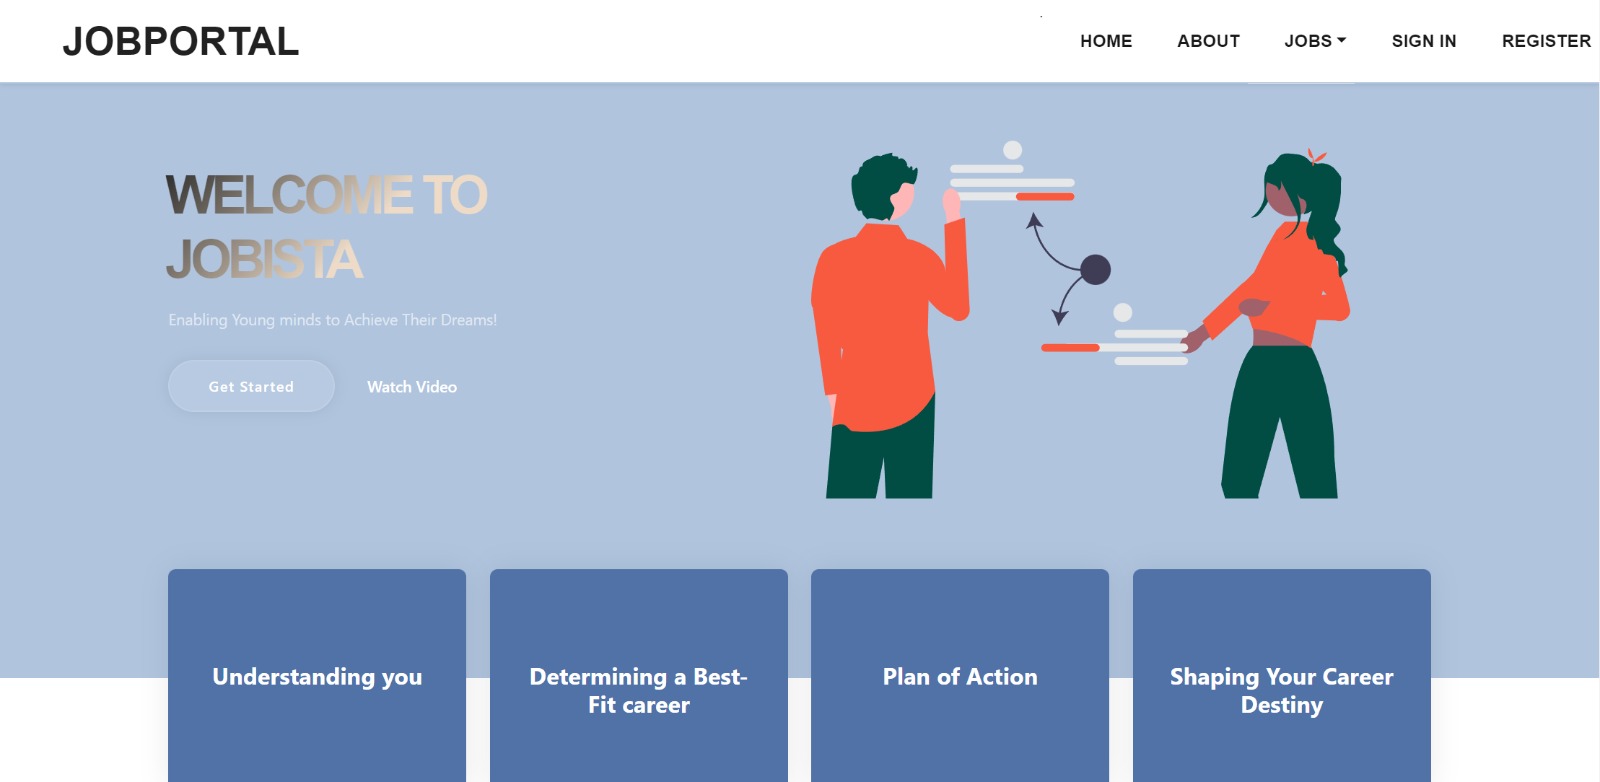 JOBPORTAL
HOME ABOUT JOBS SIGN IN REGISTER
WELCOME TO
JOBISTA
Enabling Young minds to Achieve Their Dreams!
Get Started Watch Video
Understanding you
Determining a Best-
Fit career
Plan of Action
Shaping Your Career
Destiny